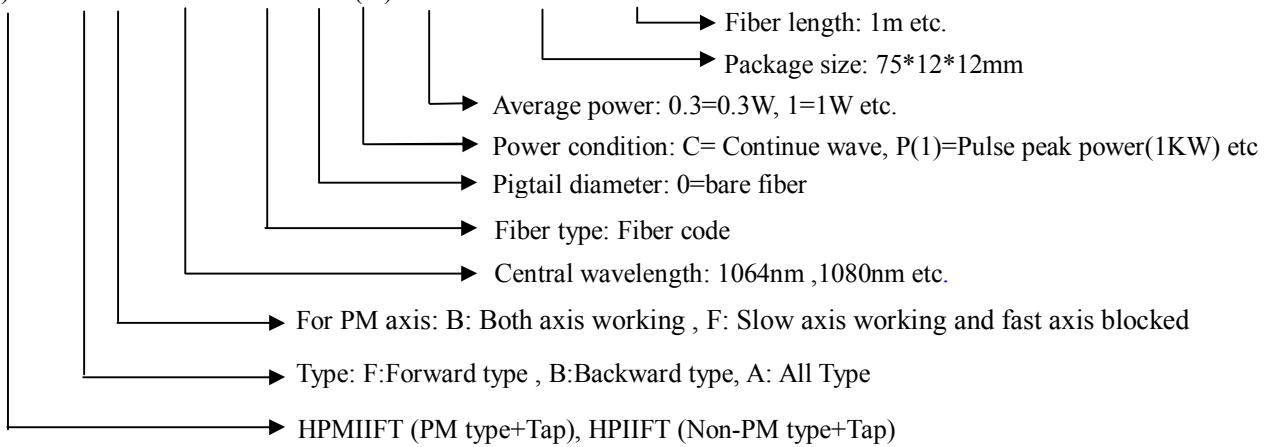 Fiber length: 1m etc.
Package size: 75*12*12mm
Average power: 0.3=0.3W, 1=1W etc.
Power condition: C= Continue wave, P(1)=Pulse peak power(1KW) etc
Pigtail diameter: 0=bare fiber
Fiber type: Fiber code
Central wavelength: 1064nm ,1080nm etc.
For PM axis: B: Both axis working , F: Slow axis working and fast axis blocked
Type: F:Forward type , B:Backward type, A: All Type
HPMIIFT (PM type+Tap), HPIIFT (Non-PM type+Tap)